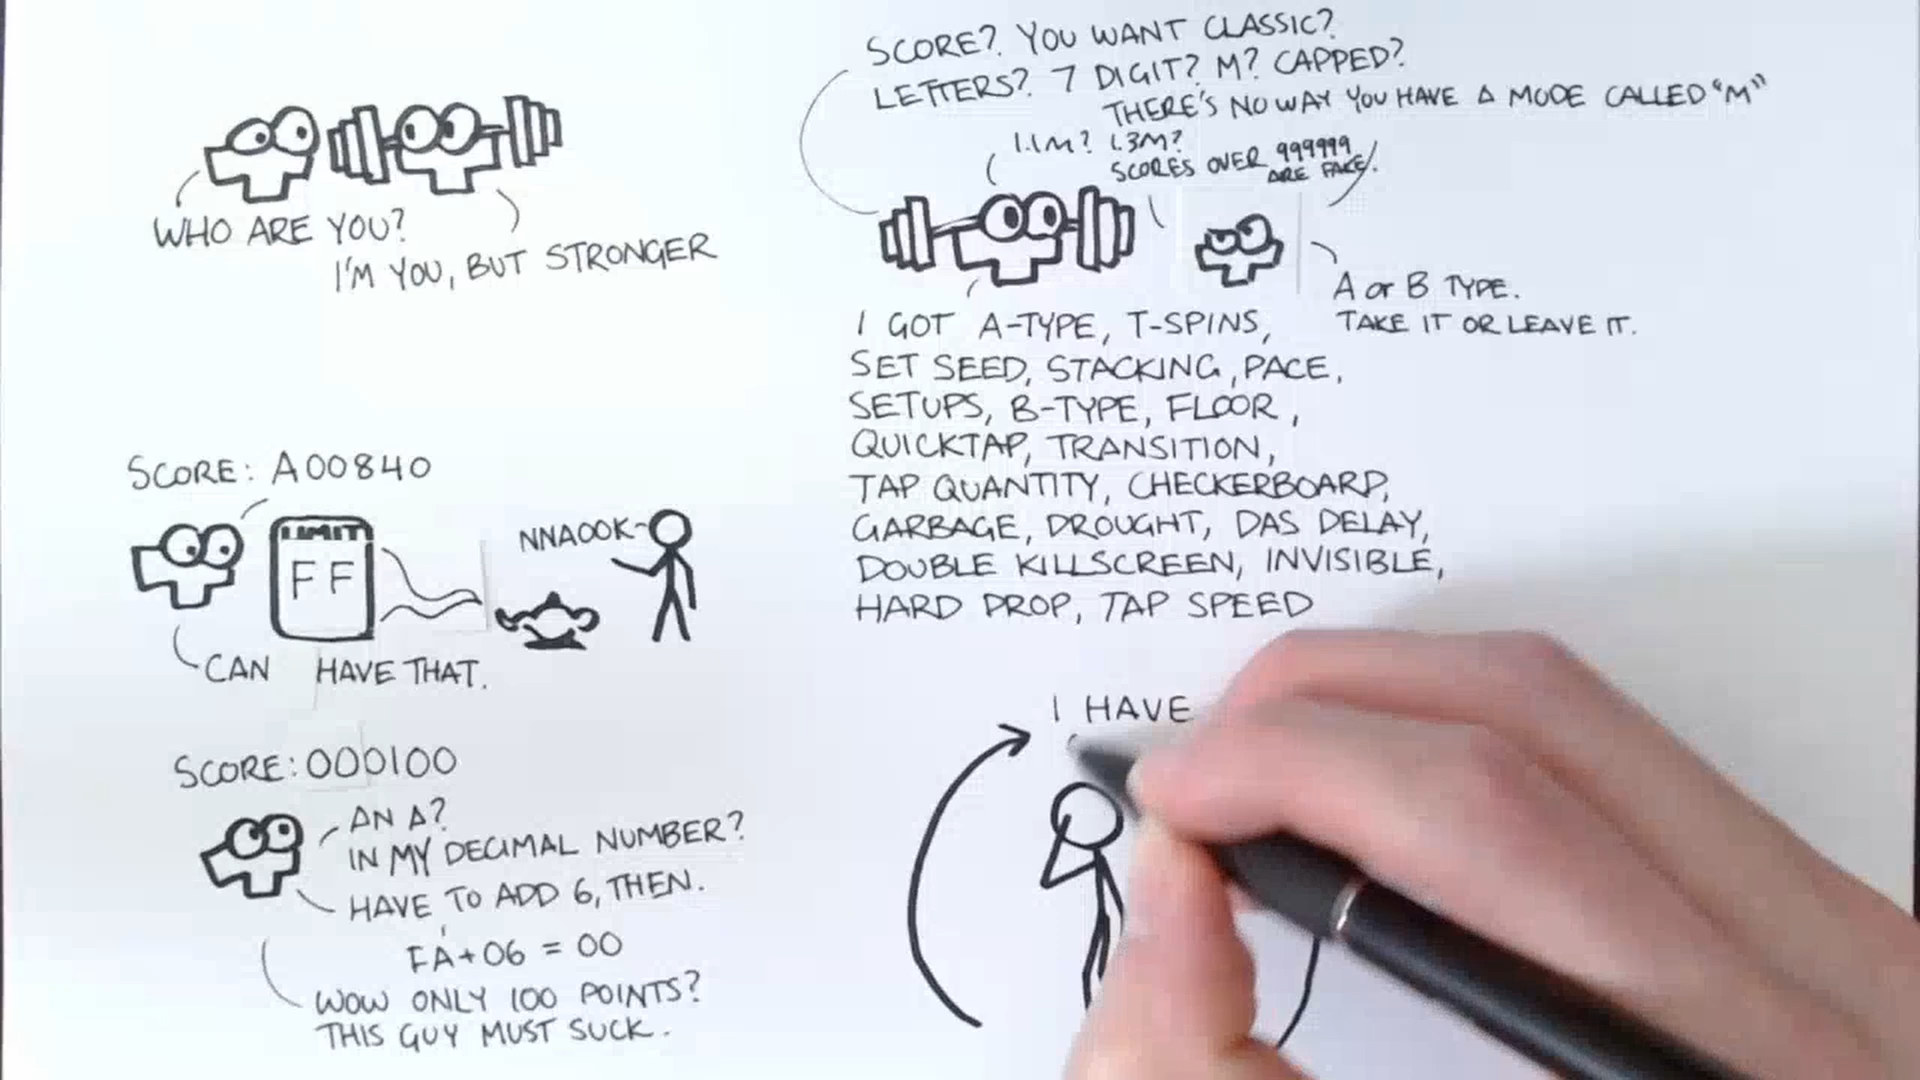 WHO ARE YOU?
I'M YOU, BUT STRONGER
SCORE: A00840
LIMIT
FF
NNAOOK
CAN HAVE THAT.
SCORE: 000100
AN A?
IN MY DECIMAL NUMBER?
HAVE TO ADD 6, THEN.
FA+06 = 00
WOW ONLY 100 POINTS?
THIS GUY MUST SUCK.
SCORE? YOU WANT CLASSIC?
LETTERS? 7 DIGIT? M? CAPPED?
THERE'S NO WAY YOU HAVE A MODE CALLED "M"
1.1M? 1.3M?
SCORES OVER 999999
ARE FAKE.
A or B TYPE.
TAKE IT OR LEAVE IT.
I GOT A-TYPE, T-SPINS,
SET SEED, STACKING, PACE,
SETUPS, B-TYPE, FLOOR,
QUICKTAP, TRANSITION,
TAP QUANTITY, CHECKERBOARD,
GARBAGE, DROUGHT, DAS DELAY,
DOUBLE KILLSCREEN, INVISIBLE,
HARD DROP, TAP SPEED
I HAVE